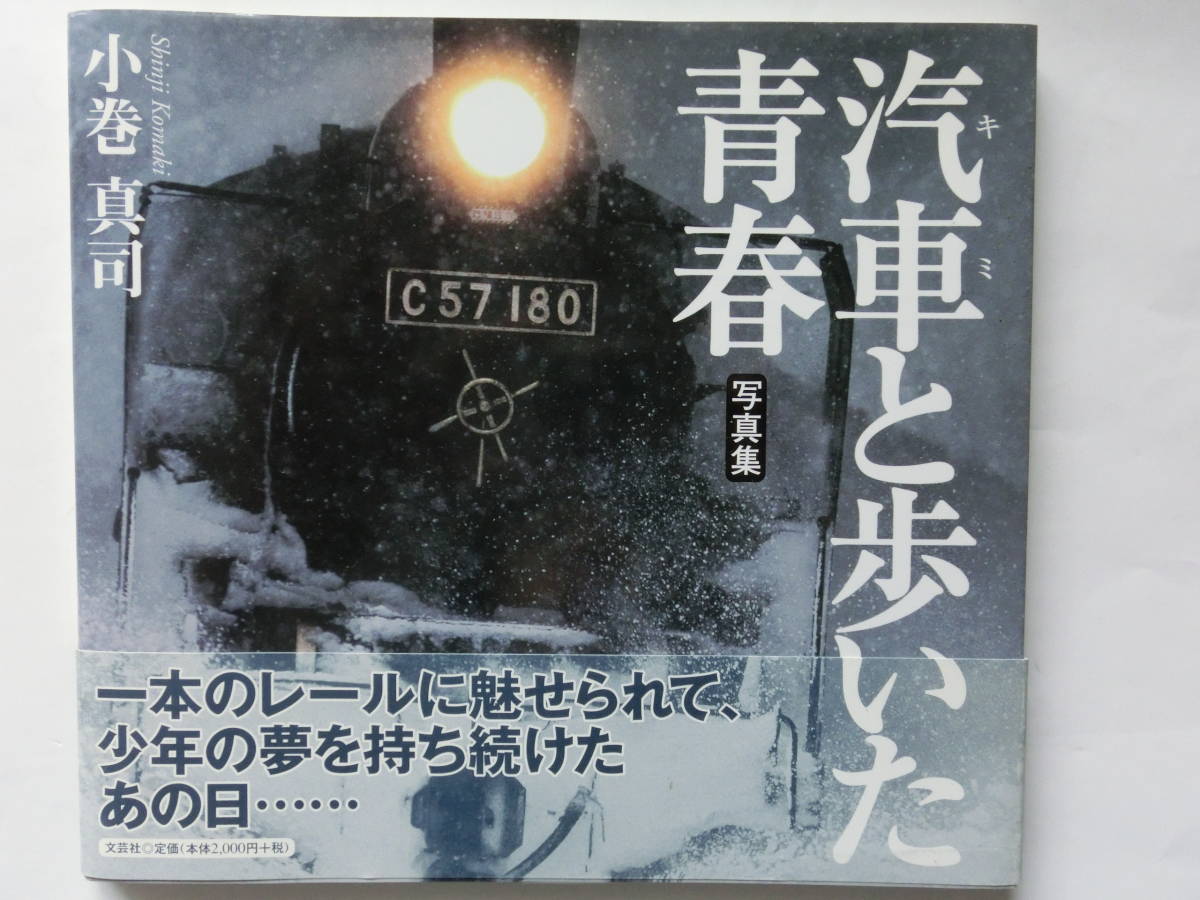 汽車と歩いた
キミ
青春
写真集
小巻 真司
Shinji Komaki
C57 180
一本のレールに魅せられて、
少年の夢を持ち続けた
あの日……
文芸社◎定価(本体2,000円+税)